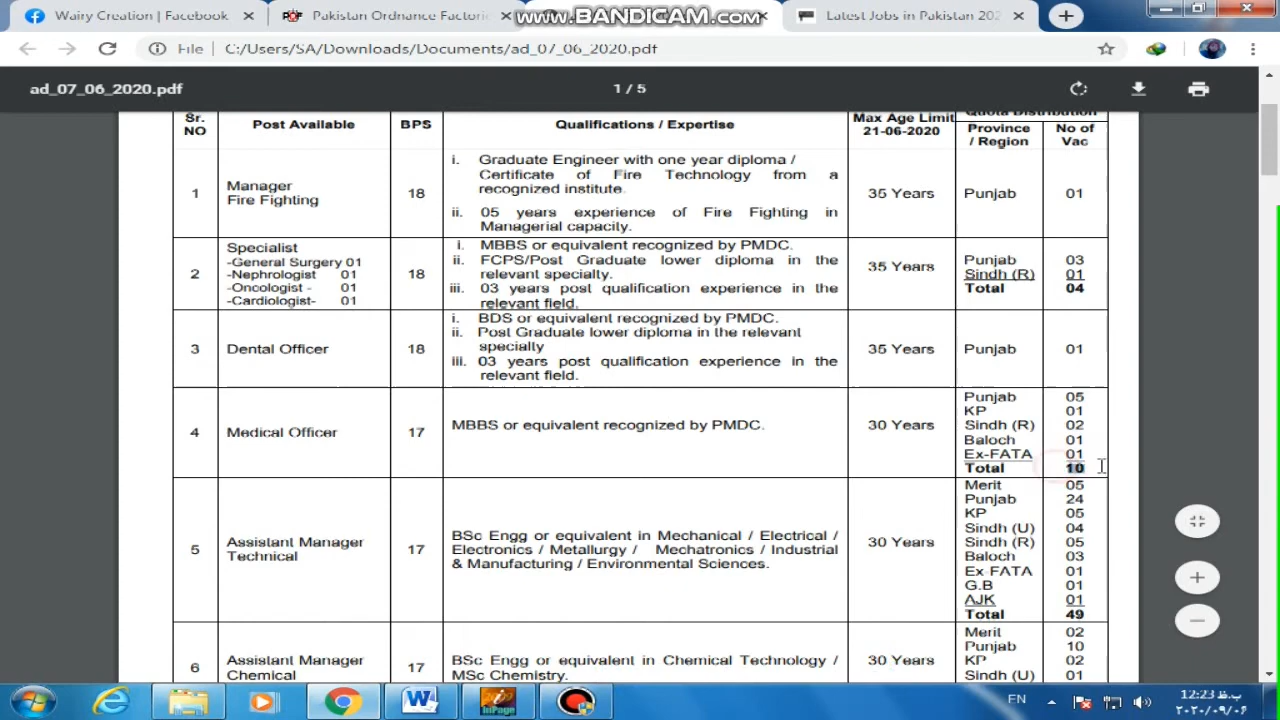 Wairy Creation | Facebook
Pakistan Ordnance Factorie
www.BANDICAM.com
Latest Jobs in Pakistan 202
File
C:/Users/SA/Downloads/Documents/ad_07_06_2020.pdf
ad_07_06_2020.pdf
1 / 5
Sr. NO
Post Available
BPS
Qualifications / Expertise
Max Age Limit
21-06-2020
Quota Distribution
Province / Region
No of Vac
1
Manager
Fire Fighting
18
i. Graduate Engineer with one year diploma /
Certificate of Fire Technology from a
recognized institute.
ii. 05 years experience of Fire Fighting in
Managerial capacity.
35 Years
Punjab 01
2
Specialist
-General Surgery 01
-Nephrologist 01
-Oncologist - 01
-Cardiologist- 01
18
i. MBBS or equivalent recognized by PMDC.
ii. FCPS/Post Graduate lower diploma in the
relevant specialty.
iii. 03 years post qualification experience in the
relevant field.
35 Years
Punjab 03
Sindh (R) 01
Total 04
3
Dental Officer
18
i. BDS or equivalent recognized by PMDC.
ii. Post Graduate lower diploma in the relevant
specialty
iii. 03 years post qualification experience in the
relevant field.
35 Years
Punjab 01
4
Medical Officer
17
MBBS or equivalent recognized by PMDC.
30 Years
Punjab 05
KP 01
Sindh (R) 02
Baloch 01
Ex-FATA 01
Total 10
5
Assistant Manager
Technical
17
BSc Engg or equivalent in Mechanical / Electrical /
Electronics / Metallurgy / Mechatronics / Industrial
& Manufacturing / Environmental Sciences.
30 Years
Merit 05
Punjab 24
KP 05
Sindh (U) 04
Sindh (R) 05
Baloch 03
Ex-FATA 01
G.B 01
AJK 01
Total 49
6
Assistant Manager
Chemical
17
BSc Engg or equivalent in Chemical Technology /
MSc Chemistry.
30 Years
Merit 02
Punjab 10
KP 02
Sindh (U) 01
InPage
EN
12:23 ب.ظ
۲۰۲۰/۰۹/۰۶